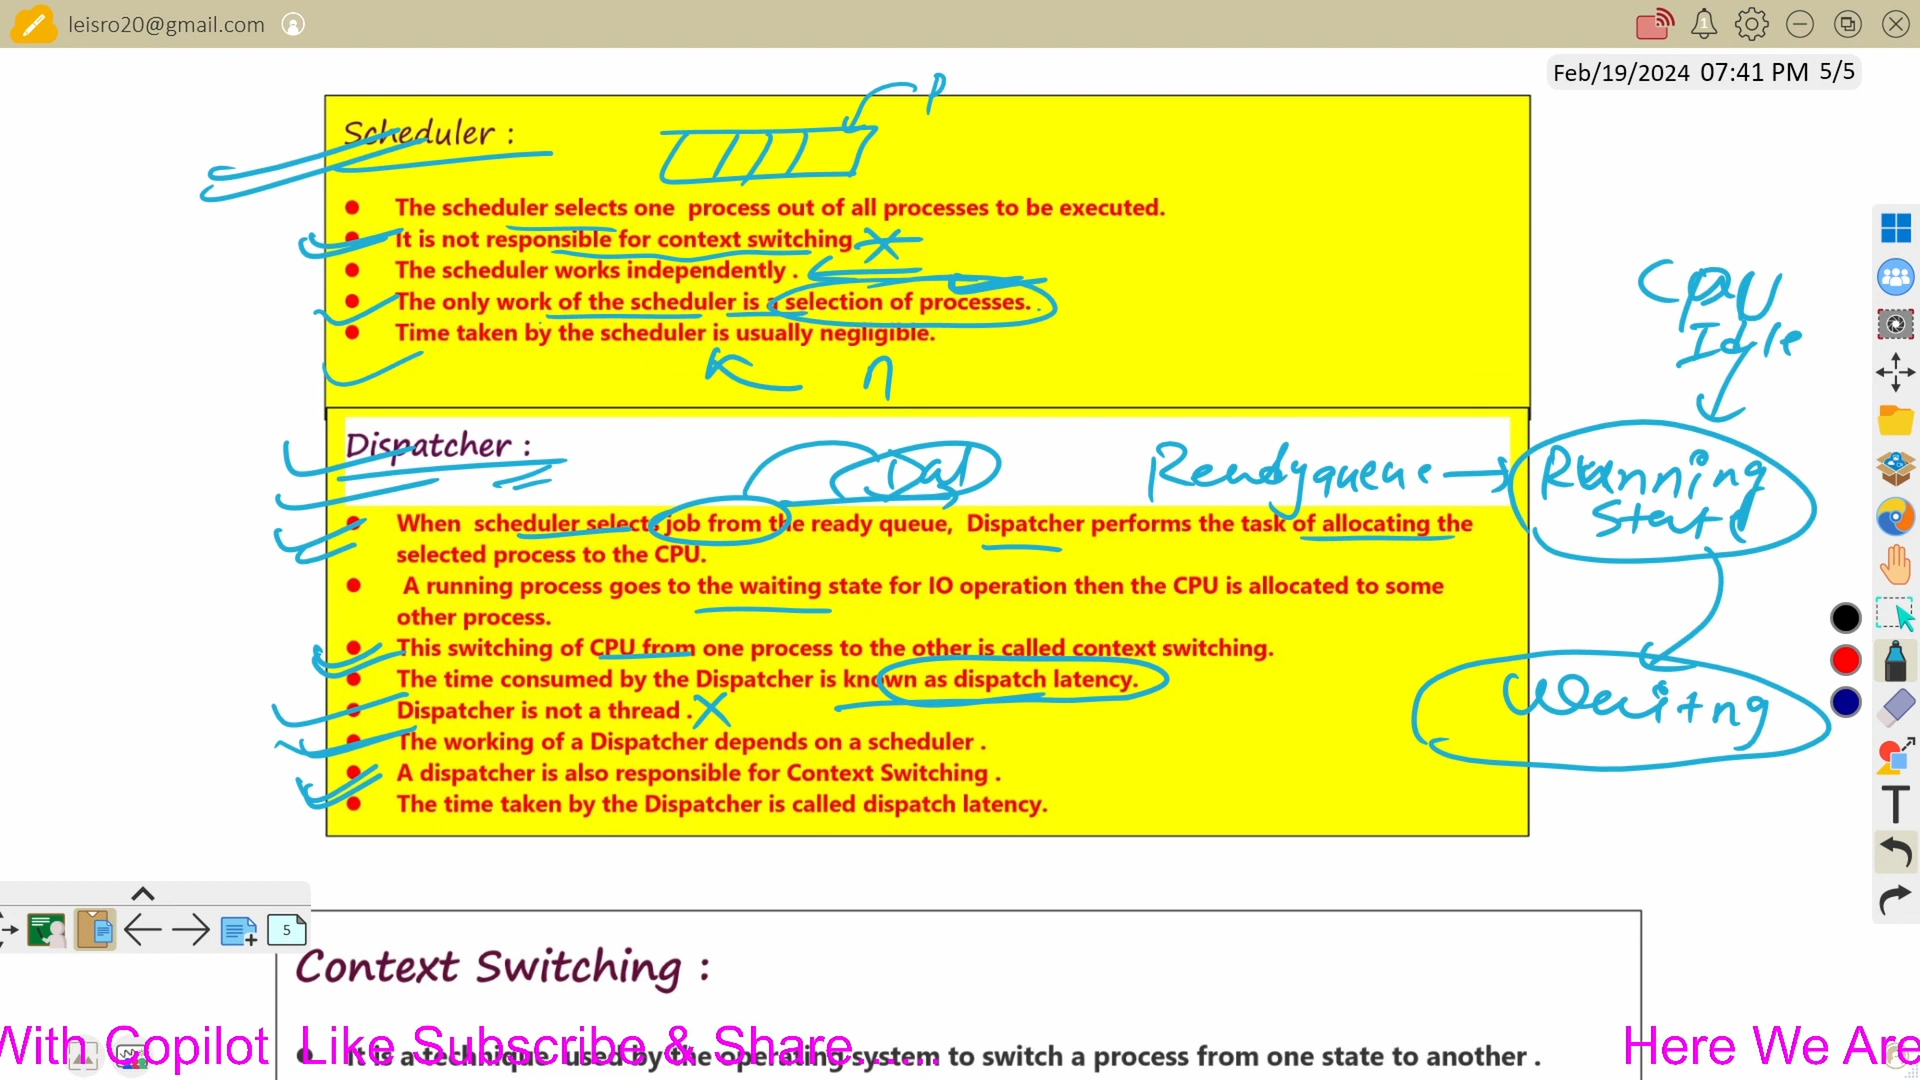 leisro20@gmail.com
Feb/19/2024 07:41 PM 5/5
P
Scheduler :
The scheduler selects one process out of all processes to be executed.
It is not responsible for context switching
The scheduler works independently .
The only work of the scheduler is a selection of processes. .
Time taken by the scheduler is usually negligible.
CPU
Idle
Dispatcher :
Readyqueue
Running
State
When scheduler selects job from the ready queue, Dispatcher performs the task of allocating the
selected process to the CPU.
A running process goes to the waiting state for IO operation then the CPU is allocated to some
other process.
This switching of CPU from one process to the other is called context switching.
The time consumed by the Dispatcher is known as dispatch latency.
Dispatcher is not a thread .
The working of a Dispatcher depends on a scheduler .
A dispatcher is also responsible for Context Switching .
The time taken by the Dispatcher is called dispatch latency.
Waitng
T
5
Context Switching :
With Copilot Like Subscribe & Share..... Here We Are
It is a technique used by the operating system to switch a process from one state to another .